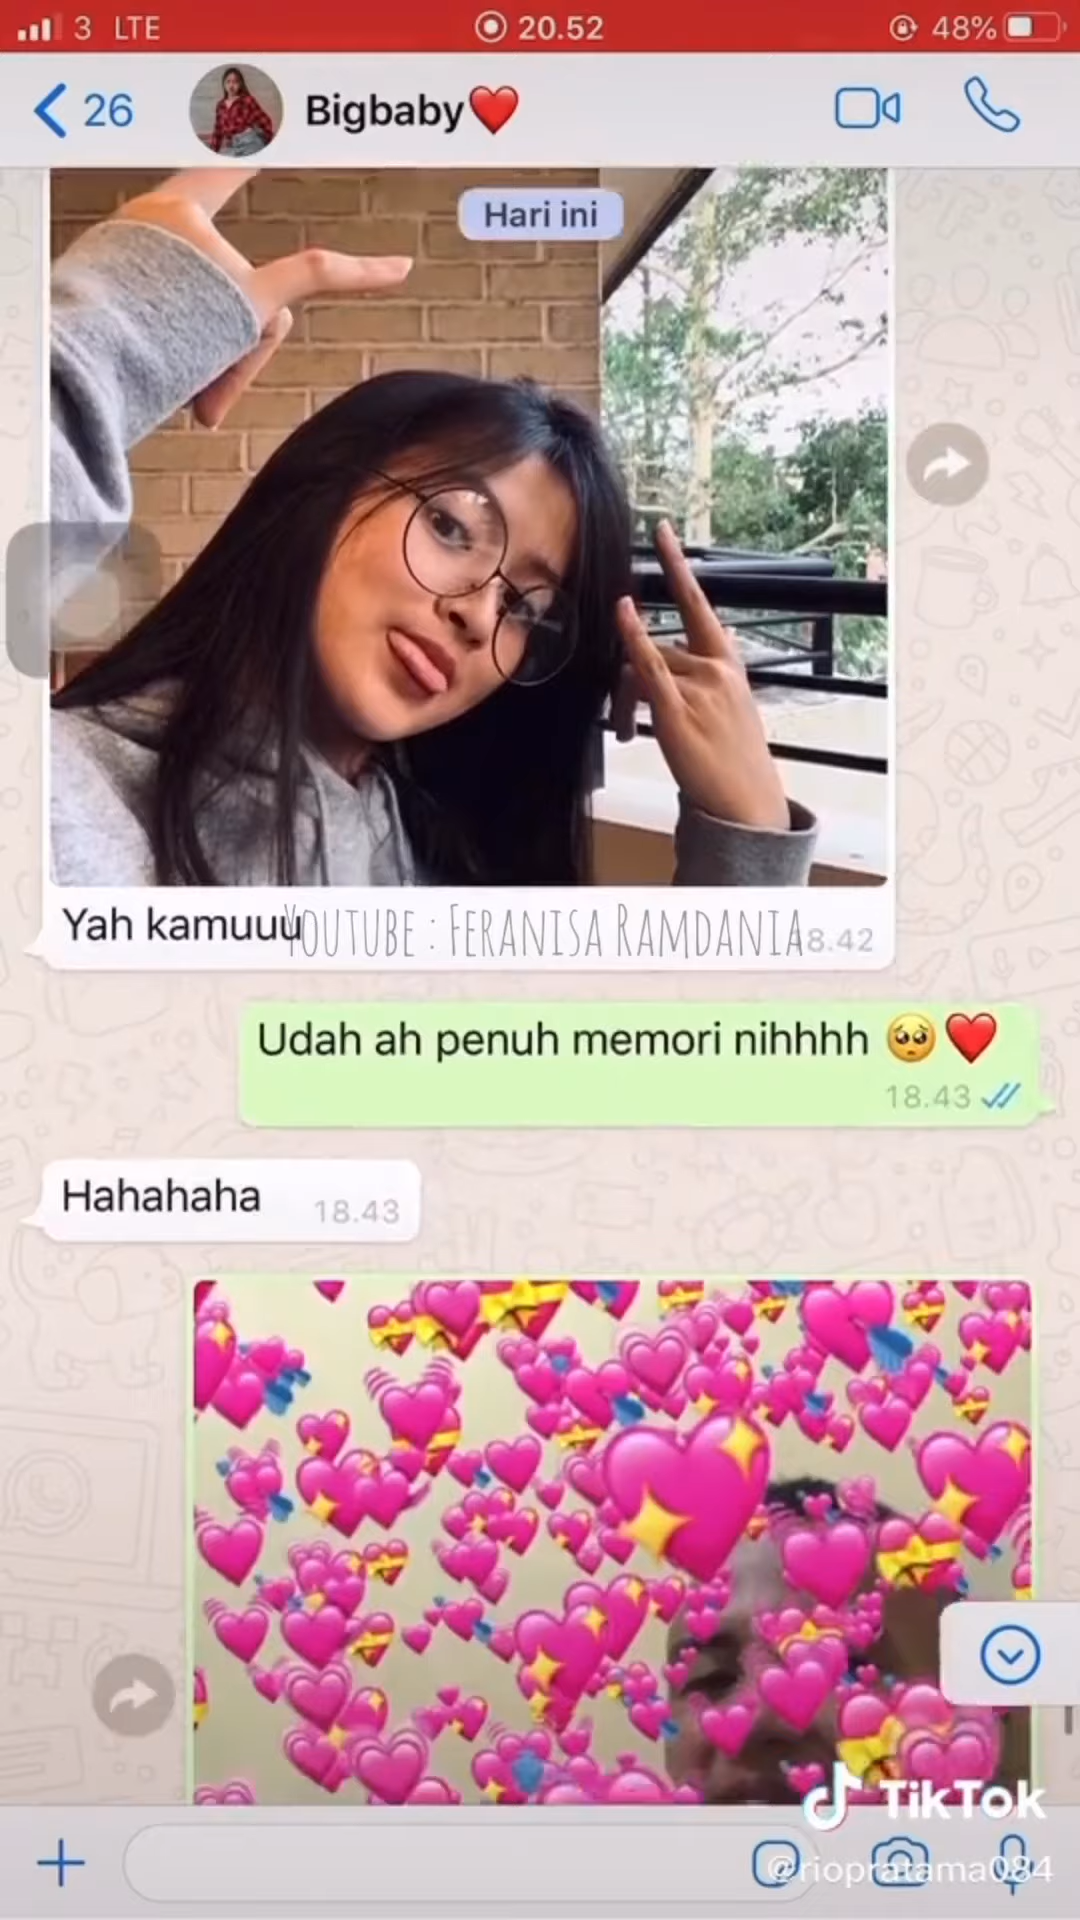 3 LTE 20.52 48%
26 Bigbaby❤️
Hari ini
Yah kamuuu
YOUTUBE : FERANISA RAMDANIA
18.42
Udah ah penuh memori nihhhh 🥺❤️
18.43
Hahahaha 18.43
TikTok
@riopratama084